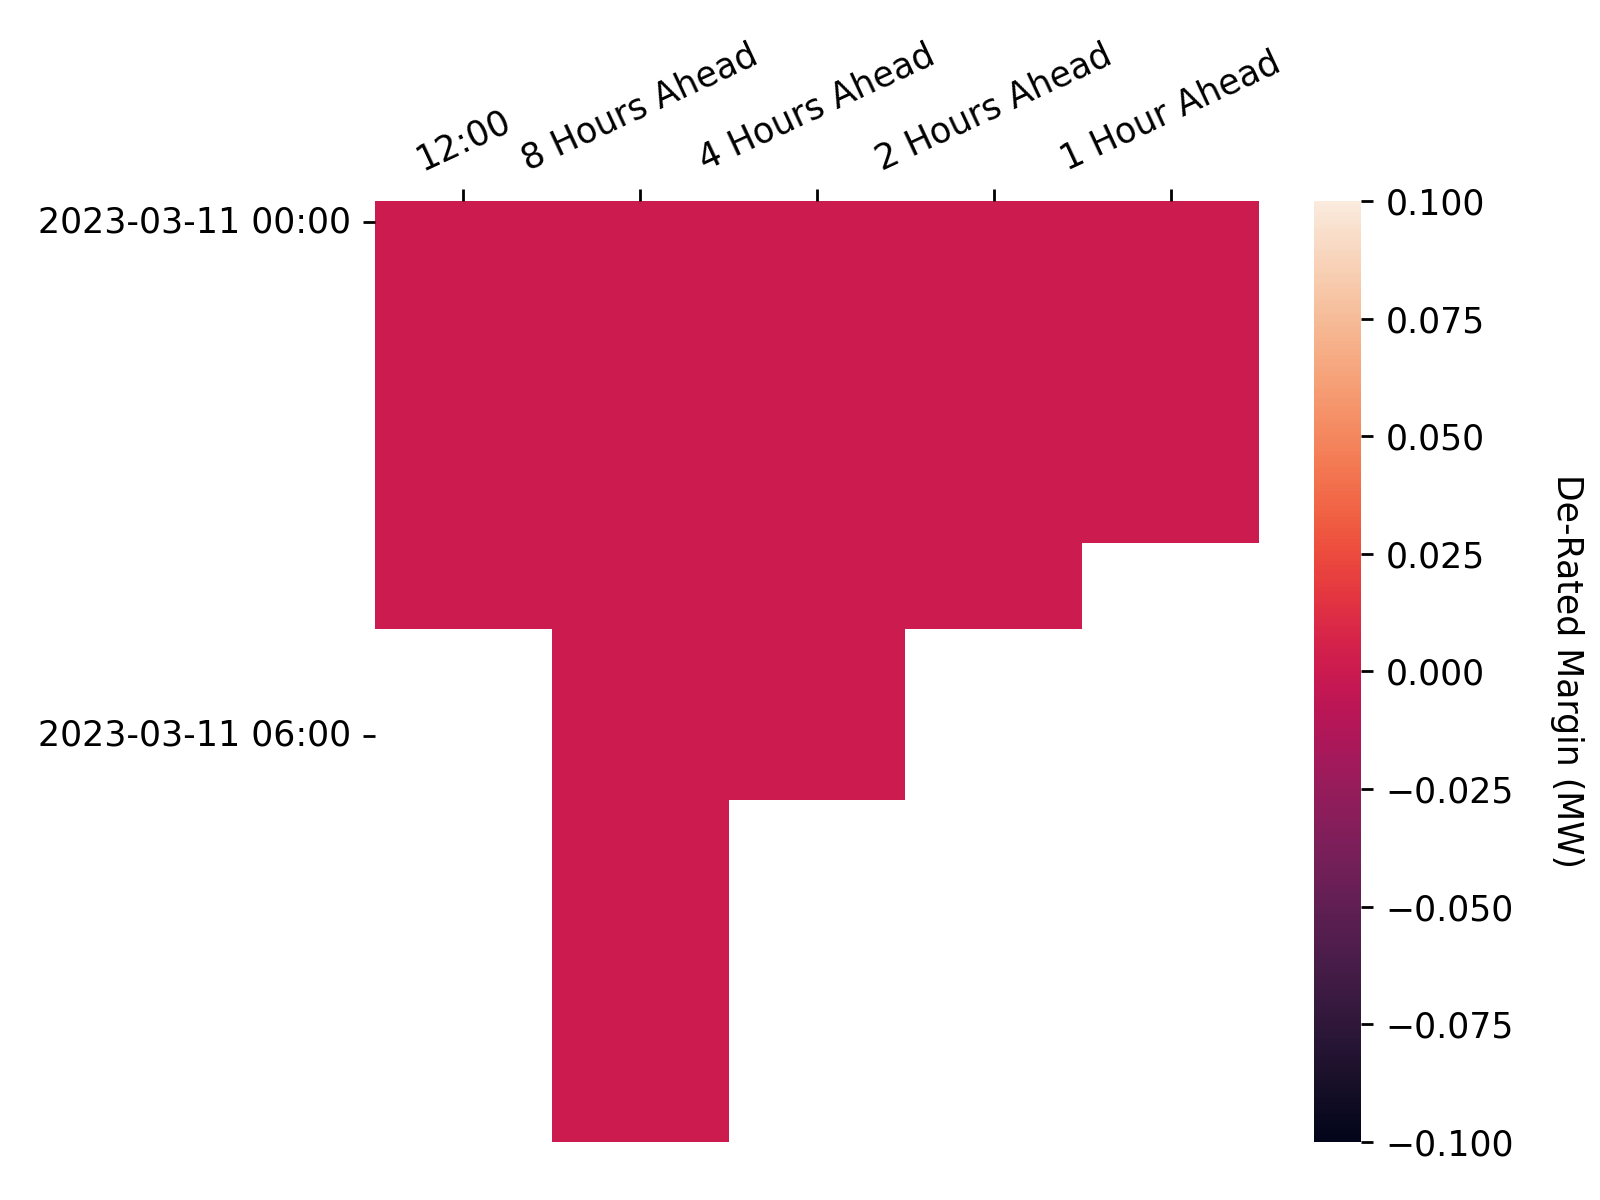 12:00
8 Hours Ahead
4 Hours Ahead
2 Hours Ahead
1 Hour Ahead
2023-03-11 00:00
2023-03-11 06:00
0.100
0.075
0.050
0.025
0.000
−0.025
−0.050
−0.075
−0.100
De-Rated Margin (MW)